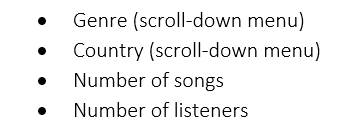 • Genre (scroll-down menu)
• Country (scroll-down menu)
• Number of songs
• Number of listeners